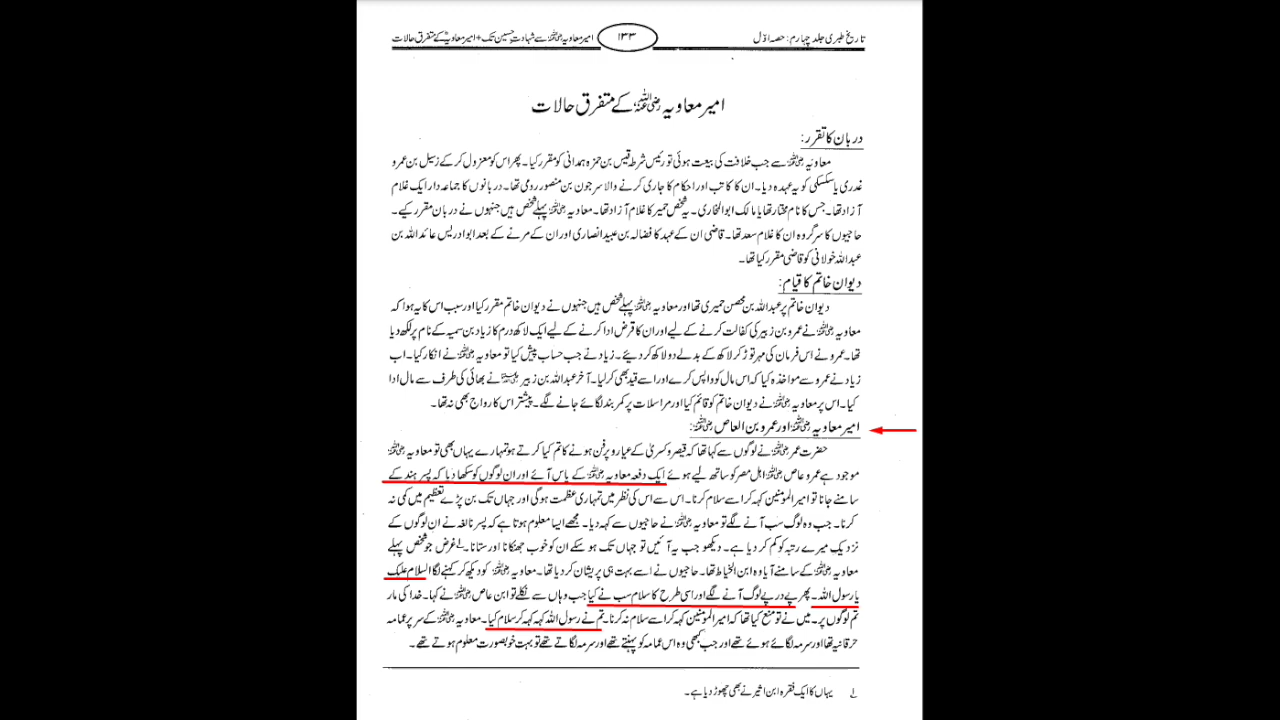 تاریخ طبری جلد چہارم : حصہ اوّل
۱۳۳
امیر معاویہ رضی اللہ عنہ سے شہادت حسین تک + امیر معاویہ کے متفرق حالات
امیر معاویہ رضی اللہ عنہ کے متفرق حالات
دربان کا تقرر :
معاویہ رضی اللہ عنہ سے جب خلافت کی بیعت ہوئی تو رئیس شرطہ قیس بن حمزہ ہمدانی کو مقرر کیا۔ پھر اس کو معزول کر کے زمیل بن عمرو
غدری یا سکسکی کو یہ عہدہ دیا۔ ان کا کاتب اور احکام کا جاری کرنے والا سرجون بن منصور رومی تھا۔ دربانوں کا جماعہ دار ایک غلام
آزاد تھا۔ جس کا نام مختار تھا یا مالک ابوالمخاری۔ یہ شخص حمیر کا غلام آزاد تھا۔ معاویہ رضی اللہ عنہ پہلے شخص ہیں جنہوں نے دربان مقرر کیے۔
حاجبوں کا سرگروہ ان کا غلام سعد تھا۔ قاضی ان کے عہد کا فضالہ بن عبید انصاری اور ان کے مرنے کے بعد ابو ادریس عائد اللہ بن
عبداللہ خولانی کو قاضی مقرر کیا تھا۔
دیوان خاتم کا قیام :
دیوان خاتم پر عبداللہ بن محصن حمیری تھا اور معاویہ رضی اللہ عنہ پہلے شخص ہیں جنہوں نے دیوان خاتم مقرر کیا اور سبب اس کا یہ ہوا کہ
معاویہ رضی اللہ عنہ نے عمرو بن زبیر کی کفالت کرنے کے لیے اور ان کا قرض ادا کرنے کے لیے ایک لاکھ درم کا زیاد بن سمیہ کے نام پر لکھ دیا
تھا۔ عمرو نے اس فرمان کی مہر توڑ کر لاکھ کے بدلے دو لاکھ کر دیئے۔ زیاد نے جب حساب پیش کیا تو معاویہ رضی اللہ عنہ نے انکار کیا۔ اب
زیاد نے عمرو سے مواخذہ کیا کہ اس مال کو واپس کرے اور اسے قید بھی کر لیا۔ آخر عبداللہ بن زبیر نے بھائی کی طرف سے مال ادا
کیا۔ اس پر معاویہ رضی اللہ عنہ نے دیوان خاتم کو قائم کیا اور مراسلات پر کمر بند لگائے جانے لگے۔ پیشتر اس کا رواج بھی نہ تھا۔
امیر معاویہ رضی اللہ عنہ اور عمرو بن العاص رضی اللہ عنہ :
حضرت عمر رضی اللہ عنہ نے لوگوں سے کہا تھا کہ قیصر و کسریٰ کے عیار و پرفن ہونے کا تم کیا کرتے ہو تمہارے یہاں بھی تو معاویہ رضی اللہ عنہ
موجود ہے عمرو عاص رضی اللہ عنہ اہل مصر کو ساتھ لیے ہوئے ایک دفعہ معاویہ رضی اللہ عنہ کے پاس آئے اور ان لوگوں کو سکھا دیا کہ پسر ہند کے
سامنے جانا تو امیر المومنین کہہ کر اسے سلام نہ کرنا۔ اس سے اس کی نظر میں تمہاری عظمت ہوگی اور جہاں تک بن پڑے تعظیم میں کمی نہ
کرنا۔ جب وہ لوگ سب آنے لگے تو معاویہ رضی اللہ عنہ نے حاجبوں سے کہہ دیا۔ مجھے ایسا معلوم ہوتا ہے کہ پسر نابغہ نے ان لوگوں کے
نزدیک میرے رتبہ کو کم کر دیا ہے۔ دیکھو جب یہ آئیں تو جہاں تک ہو سکے ان کو خوب جھنکانا اور ستانا۔ غرض جو شخص پہلے
معاویہ رضی اللہ عنہ کے سامنے آیا وہ ابن الخیاط تھا۔ حاجبوں نے اسے بہت ہی پریشان کر دیا تھا۔ معاویہ رضی اللہ عنہ کو دیکھ کر کہنے لگا السلام علیک
یا رسول اللہ۔ پھر پے در پے لوگ آنے لگے اور اسی طرح کا سلام سب نے کیا جب وہاں سے نکلے تو ابن عاص رضی اللہ عنہ نے کہا۔ خدا کی مار
تم لوگوں پر۔ میں نے تو منع کیا تھا کہ امیر المومنین کہہ کر اسے سلام نہ کرنا۔ تم نے رسول اللہ کہہ کہہ کر سلام کیا۔ معاویہ رضی اللہ عنہ کے سر پر عمامہ
حرقانیہ تھا اور سرمہ لگائے ہوئے تھے اور جب کبھی وہ اس عمامہ کو پہنتے تھے اور سرمہ لگاتے تھے تو بہت خوبصورت معلوم ہوتے تھے۔
یہاں کا ایک فقرہ ابن اثیر نے بھی چھوڑ دیا ہے۔